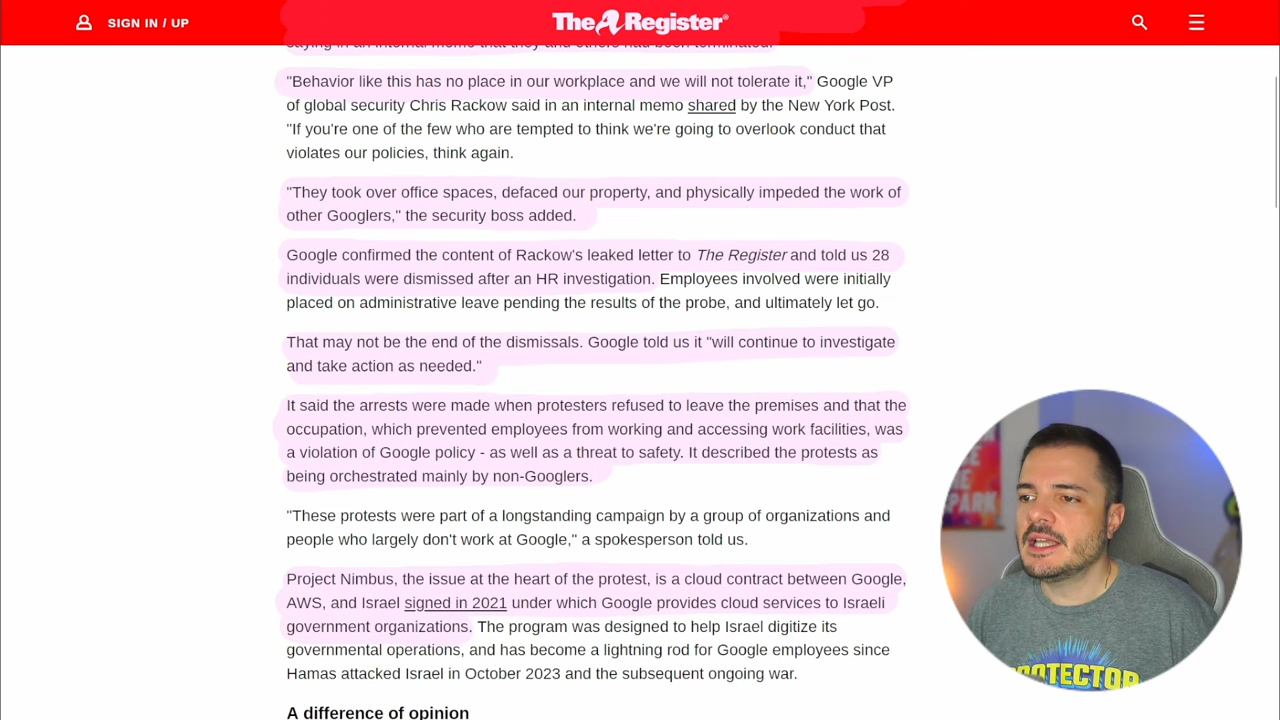 SIGN IN / UP
The Register®
saying in an internal memo that they and others had been terminated.
"Behavior like this has no place in our workplace and we will not tolerate it," Google VP
of global security Chris Rackow said in an internal memo shared by the New York Post.
"If you're one of the few who are tempted to think we're going to overlook conduct that
violates our policies, think again.
"They took over office spaces, defaced our property, and physically impeded the work of
other Googlers," the security boss added.
Google confirmed the content of Rackow's leaked letter to The Register and told us 28
individuals were dismissed after an HR investigation. Employees involved were initially
placed on administrative leave pending the results of the probe, and ultimately let go.
That may not be the end of the dismissals. Google told us it "will continue to investigate
and take action as needed."
It said the arrests were made when protesters refused to leave the premises and that the
occupation, which prevented employees from working and accessing work facilities, was
a violation of Google policy - as well as a threat to safety. It described the protests as
being orchestrated mainly by non-Googlers.
"These protests were part of a longstanding campaign by a group of organizations and
people who largely don't work at Google," a spokesperson told us.
Project Nimbus, the issue at the heart of the protest, is a cloud contract between Google,
AWS, and Israel signed in 2021 under which Google provides cloud services to Israeli
government organizations. The program was designed to help Israel digitize its
governmental operations, and has become a lightning rod for Google employees since
Hamas attacked Israel in October 2023 and the subsequent ongoing war.
A difference of opinion